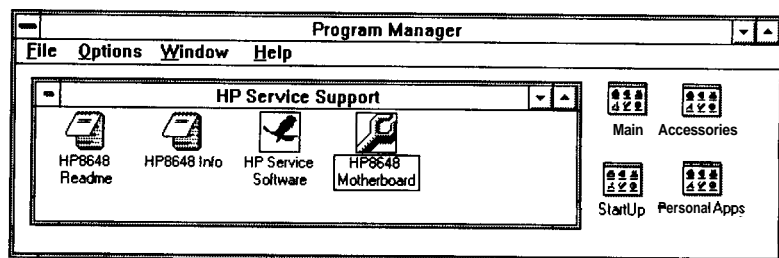 Program Manager
File Options Window Help
HP Service Support
HP8648 Readme
HP8648 Info
HP Service Software
HP8648 Motherboard
Main
Accessories
StartUp
Personal Apps